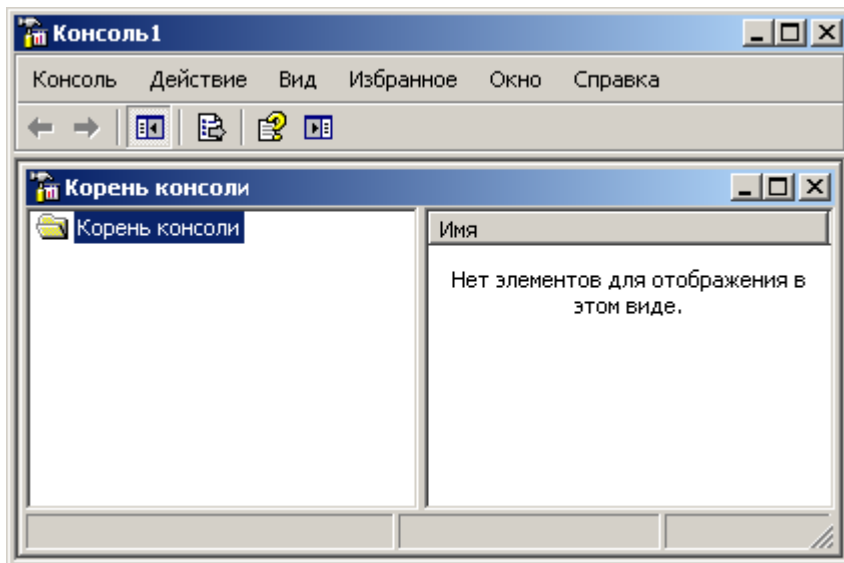 Консоль1
Консоль Действие Вид Избранное Окно Справка
Корень консоли
Корень консоли
Имя
Нет элементов для отображения в
этом виде.